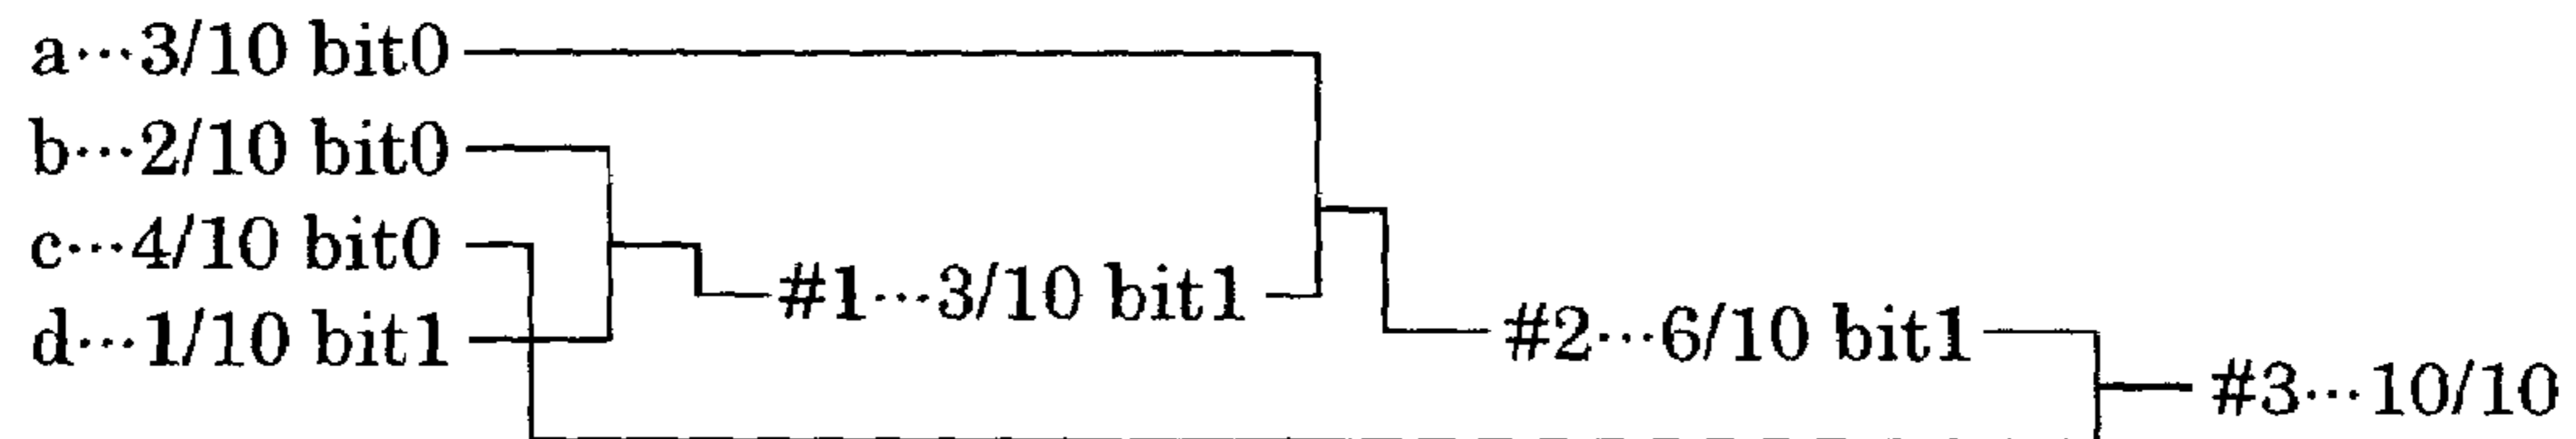 a···3/10 bit0
b···2/10 bit0
c···4/10 bit0
d···1/10 bit1
#1···3/10 bit1
#2···6/10 bit1
#3···10/10